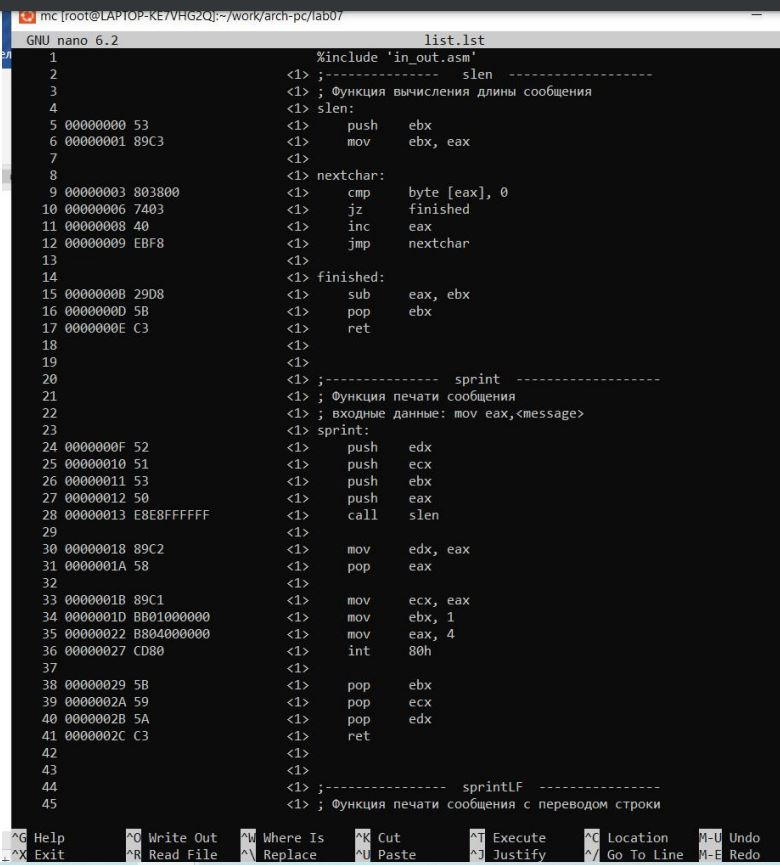 mc [root@LAPTOP-KE7VHG2Q]:~/work/arch-pc/lab07
GNU nano 6.2 list.lst
1 %include 'in_out.asm'
2 <1> ;--------------- slen -------------------
3 <1> ; Функция вычисления длины сообщения
4 <1> slen:
5 00000000 53 <1> push ebx
6 00000001 89C3 <1> mov ebx, eax
7 <1>
8 <1> nextchar:
9 00000003 803800 <1> cmp byte [eax], 0
10 00000006 7403 <1> jz finished
11 00000008 40 <1> inc eax
12 00000009 EBF8 <1> jmp nextchar
13 <1>
14 <1> finished:
15 0000000B 29D8 <1> sub eax, ebx
16 0000000D 5B <1> pop ebx
17 0000000E C3 <1> ret
18 <1>
19 <1>
20 <1> ;--------------- sprint -------------------
21 <1> ; Функция печати сообщения
22 <1> ; входные данные: mov eax,<message>
23 <1> sprint:
24 0000000F 52 <1> push edx
25 00000010 51 <1> push ecx
26 00000011 53 <1> push ebx
27 00000012 50 <1> push eax
28 00000013 E8E8FFFFFF <1> call slen
29 <1>
30 00000018 89C2 <1> mov edx, eax
31 0000001A 58 <1> pop eax
32 <1>
33 0000001B 89C1 <1> mov ecx, eax
34 0000001D BB01000000 <1> mov ebx, 1
35 00000022 B804000000 <1> mov eax, 4
36 00000027 CD80 <1> int 80h
37 <1>
38 00000029 5B <1> pop ebx
39 0000002A 59 <1> pop ecx
40 0000002B 5A <1> pop edx
41 0000002C C3 <1> ret
42 <1>
43 <1>
44 <1> ;---------------- sprintLF ----------------
45 <1> ; Функция печати сообщения с переводом строки
^G Help ^O Write Out ^W Where Is ^K Cut ^T Execute ^C Location M-U Undo
^X Exit ^R Read File ^\ Replace ^U Paste ^J Justify ^/ Go To Line M-E Redo